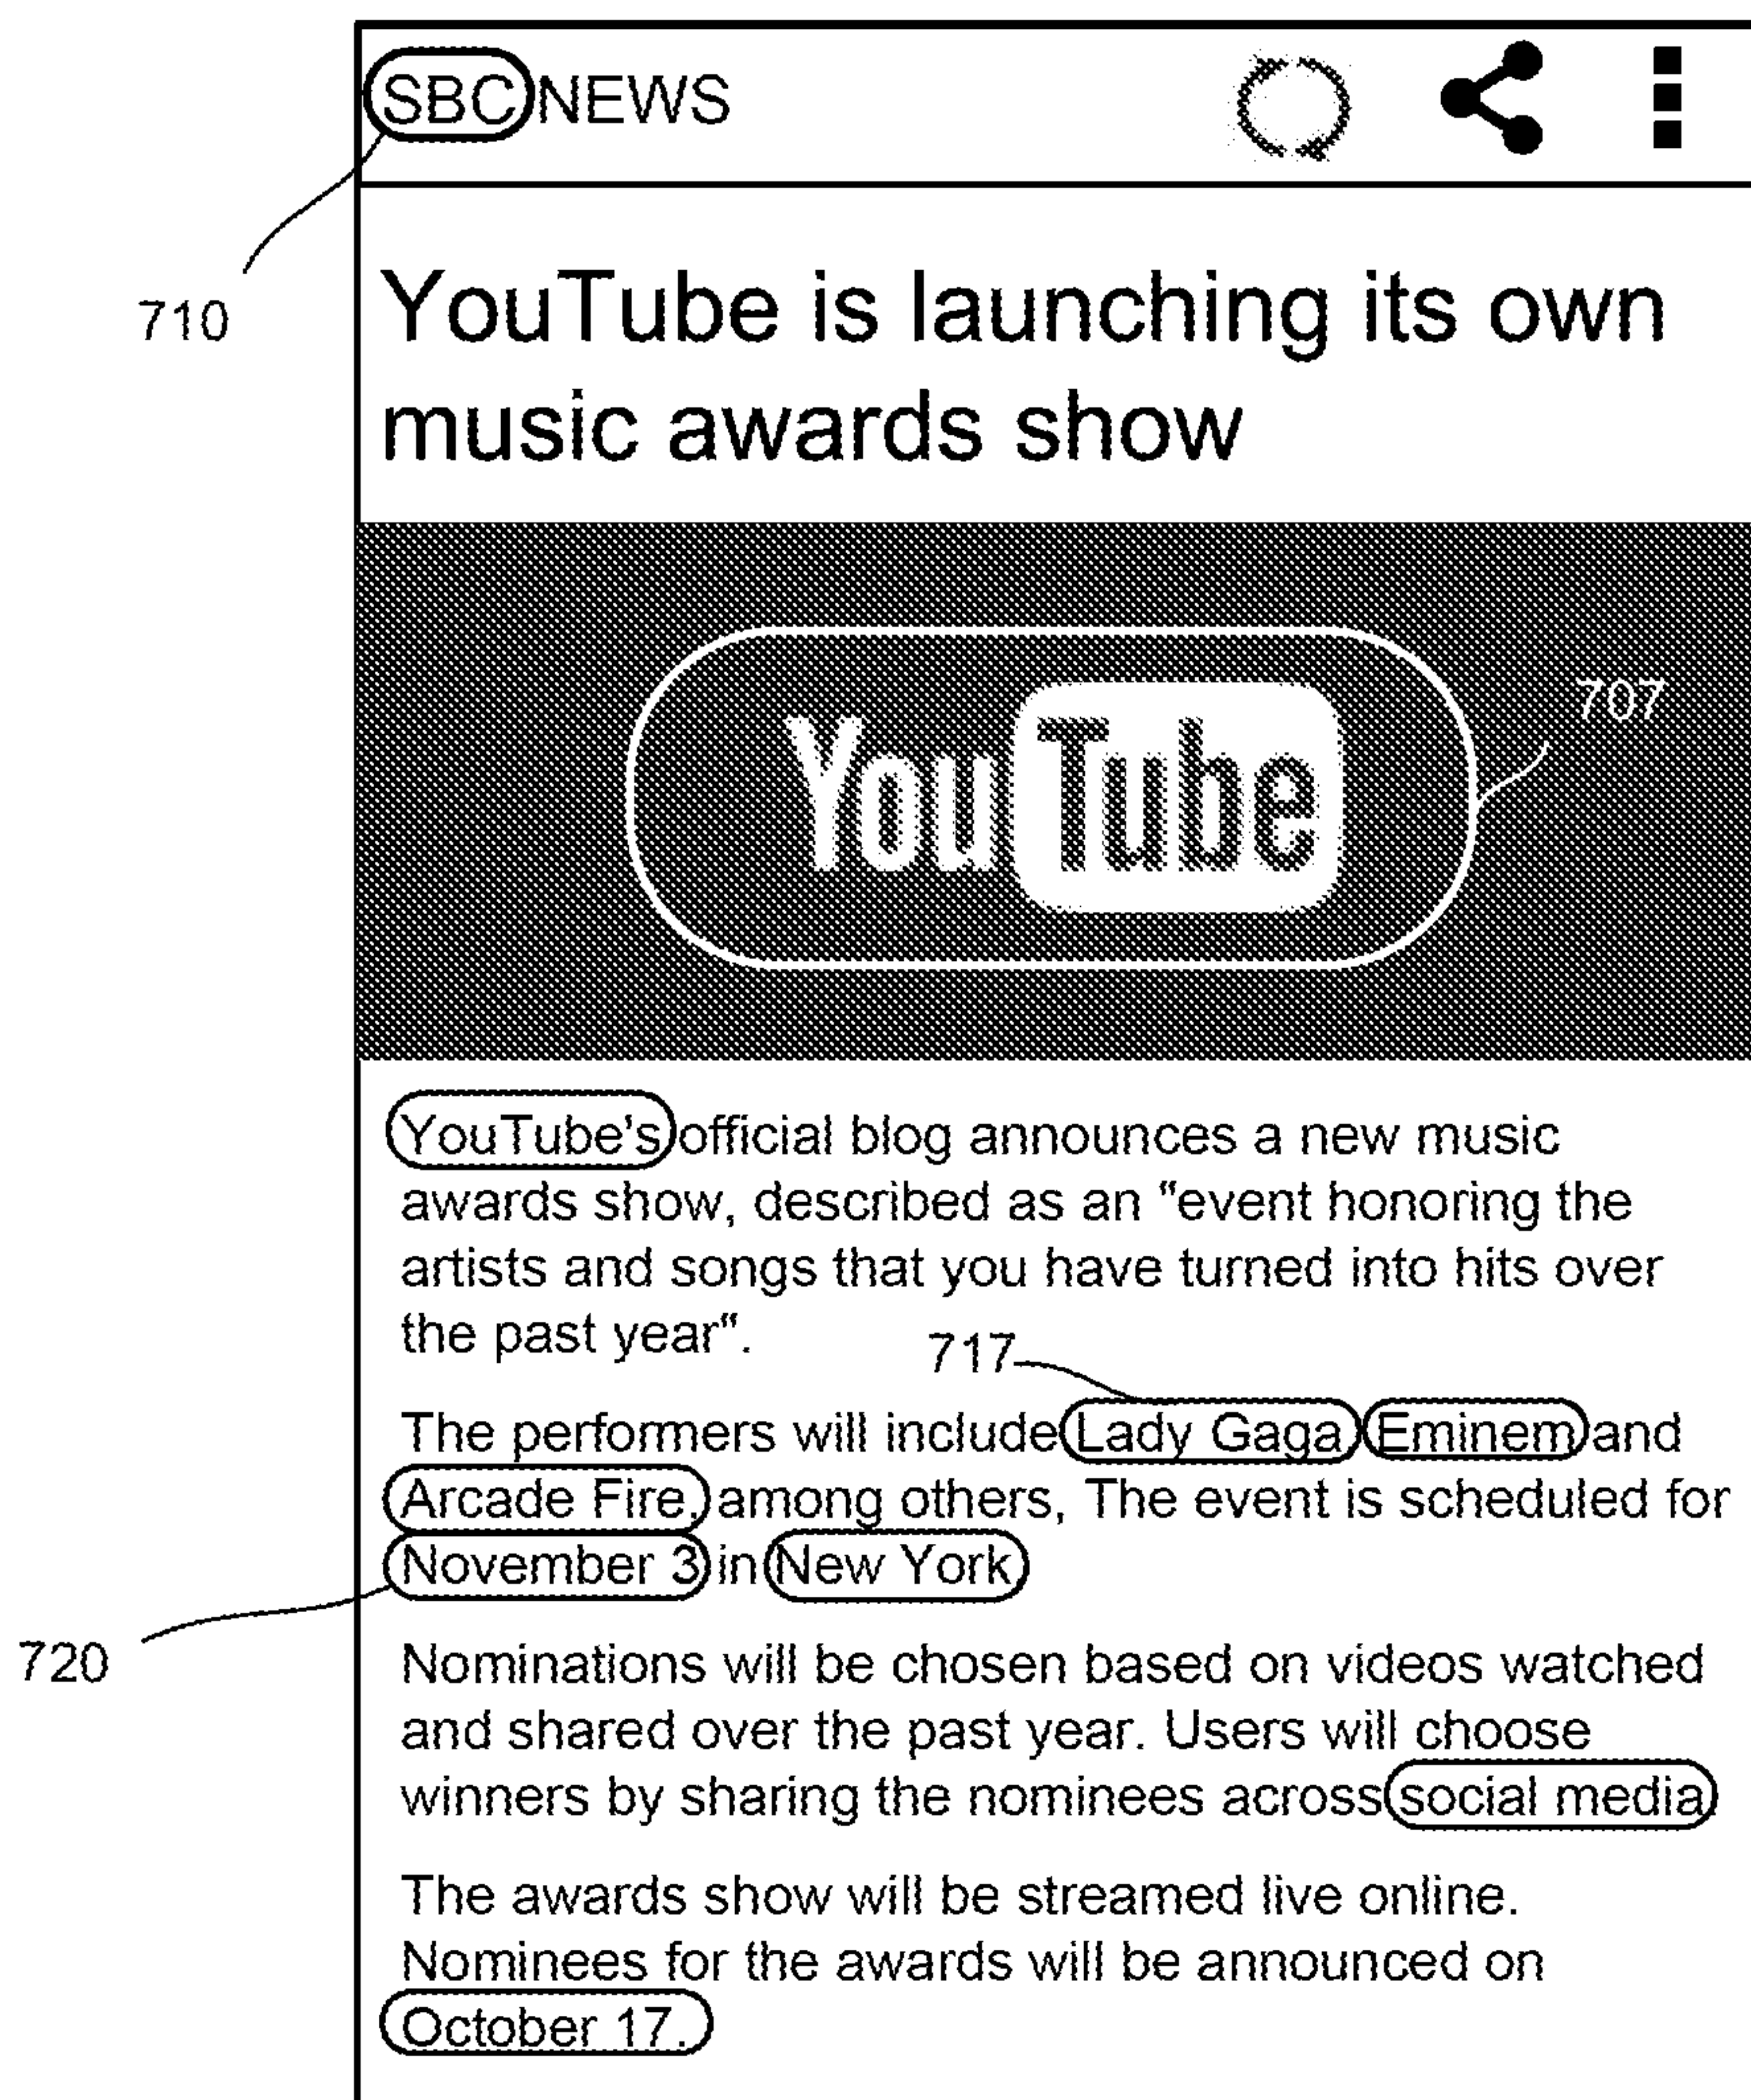 SBC NEWS
710
YouTube is launching its own
music awards show
707
YouTube
YouTube's official blog announces a new music
awards show, described as an “event honoring the
artists and songs that you have turned into hits over
the past year“.
717
The performers will include Lady Gaga, Eminem and
Arcade Fire, among others, The event is scheduled for
November 3 in New York
720
Nominations will be chosen based on videos watched
and shared over the past year. Users will choose
winners by sharing the nominees across social media.
The awards show will be streamed live online.
Nominees for the awards will be announced on
October 17.